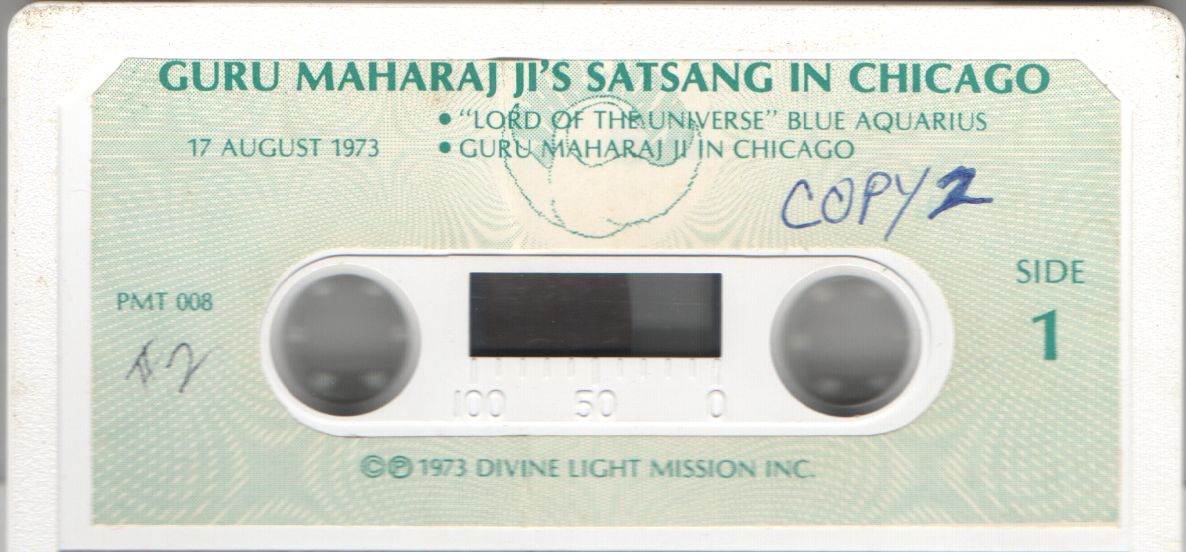 GURU MAHARAJ JI'S SATSANG IN CHICAGO
• "LORD OF THE UNIVERSE" BLUE AQUARIUS
17 AUGUST 1973 • GURU MAHARAJ JI IN CHICAGO
COPY 2
SIDE
1
PMT 008
#2
100 50 0
©℗ 1973 DIVINE LIGHT MISSION INC.